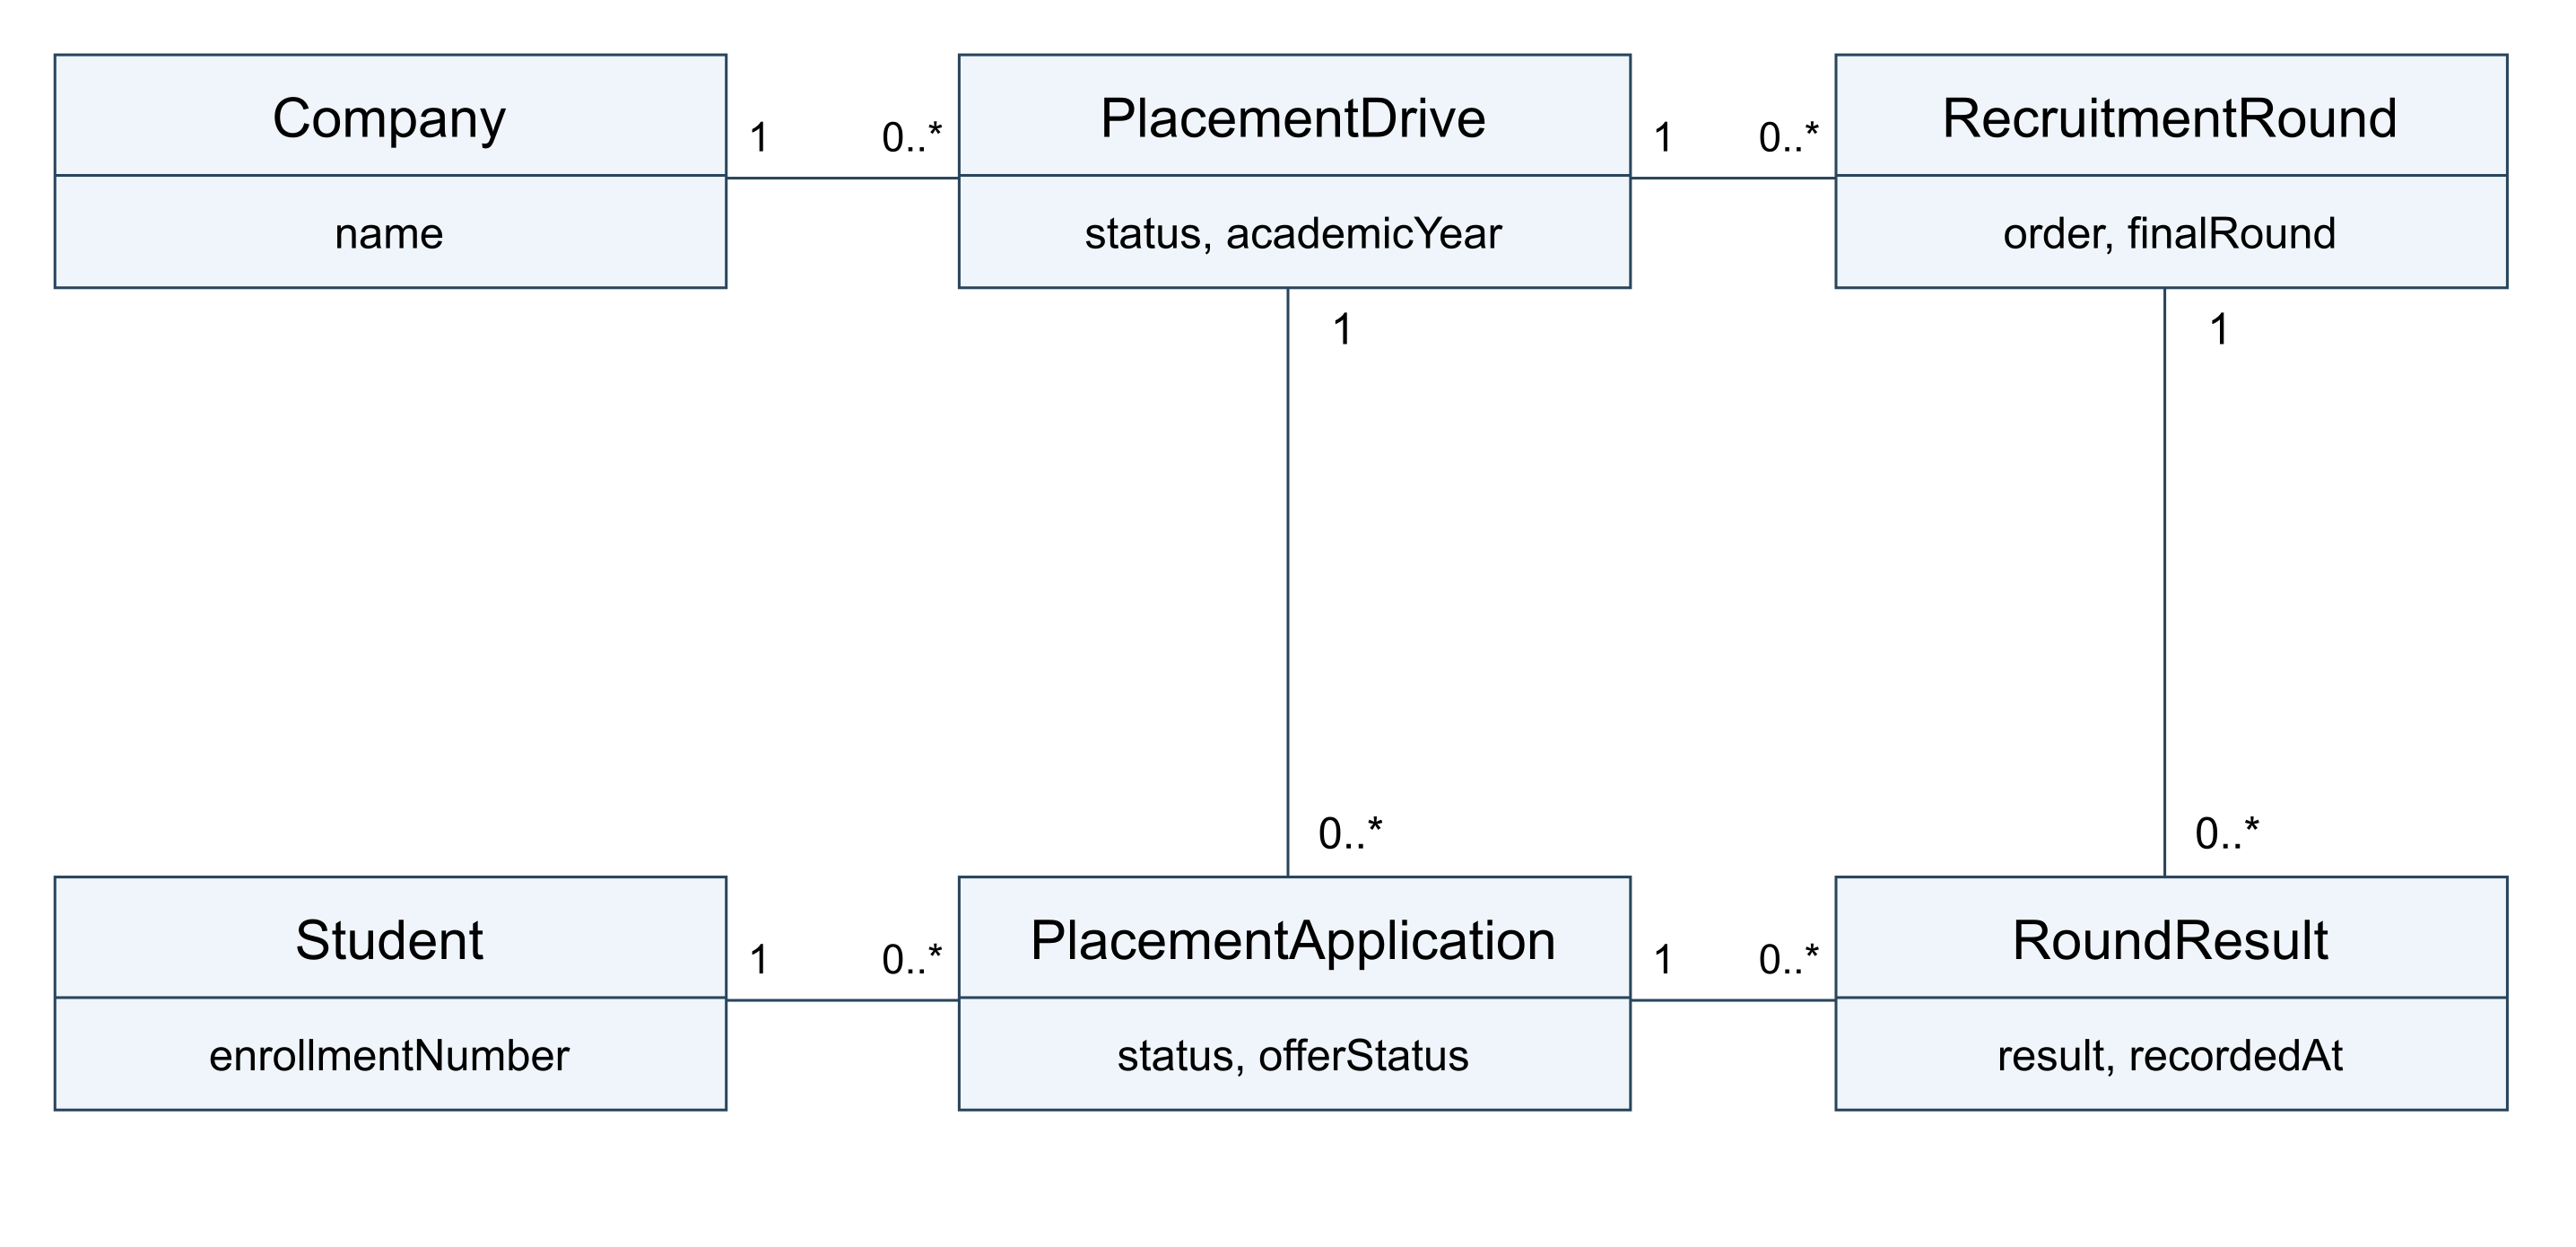 Company
1
0..*
PlacementDrive
1
0..*
RecruitmentRound
name
status, academicYear
order, finalRound
1
1
0..*
0..*
Student
1
0..*
PlacementApplication
1
0..*
RoundResult
enrollmentNumber
status, offerStatus
result, recordedAt